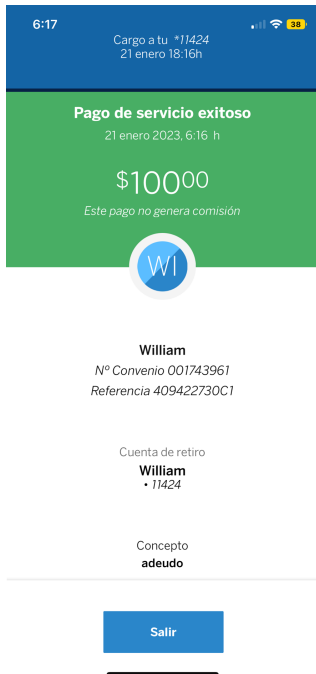 6:17
38
Cargo a tu *11424
21 enero 18:16h
Pago de servicio exitoso
21 enero 2023, 6:16 h
$10000
Este pago no genera comisión
WI
William
Nº Convenio 001743961
Referencia 409422730C1
Cuenta de retiro
William
• 11424
Concepto
adeudo
Salir